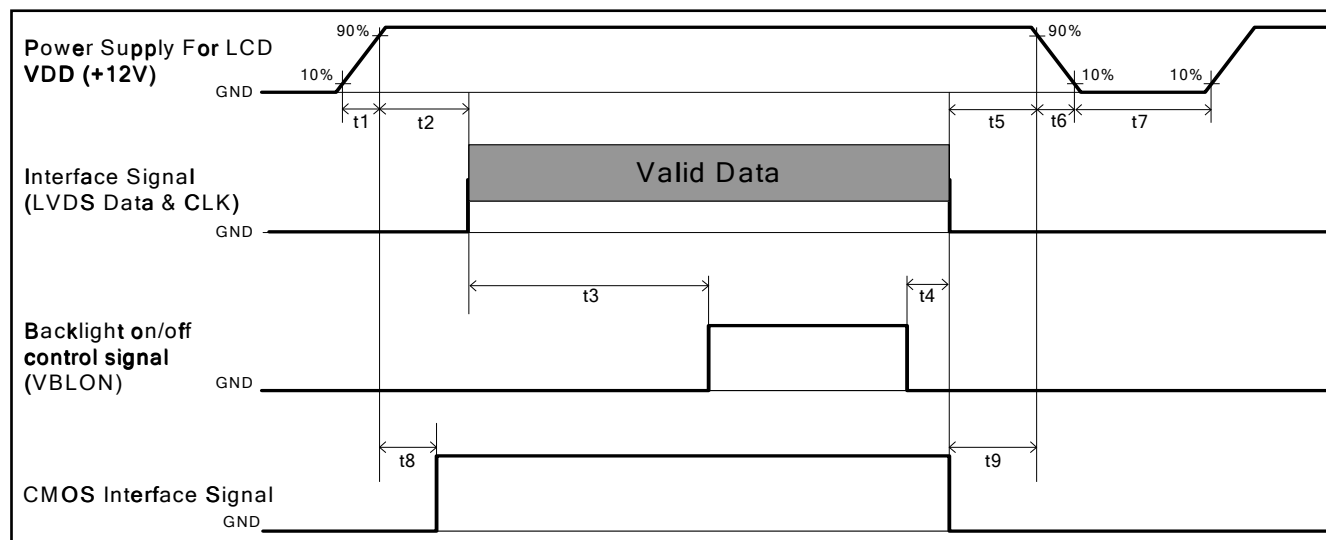 Power Supply For LCD
VDD (+12V)
GND
90%
10%
90%
10%
10%
t1
t2
t5
t6
t7
Interface Signal
(LVDS Data & CLK)
GND
Valid Data
t3
t4
Backlight on/off
control signal
(VBLON)
GND
t8
t9
CMOS Interface Signal
GND